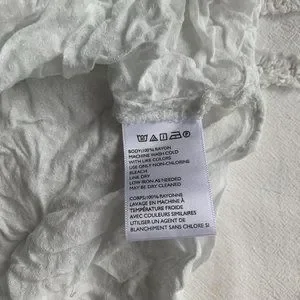 BODY:100% RAYON
MACHINE WASH COLD
WITH LIKE COLORS
USE ONLY NON-CHLORINE
BLEACH
LINE DRY
LOW IRON AS NEEDED
MAY BE DRY CLEANED
CORPS:100% RAYONNE
LAVAGE EN MACHINE À
TEMPÉRATURE FROIDE
AVEC COULEURS SIMILAIRES
UTILISER UN AGENT DE
BLANCHIMENT SANS CHLORE SI